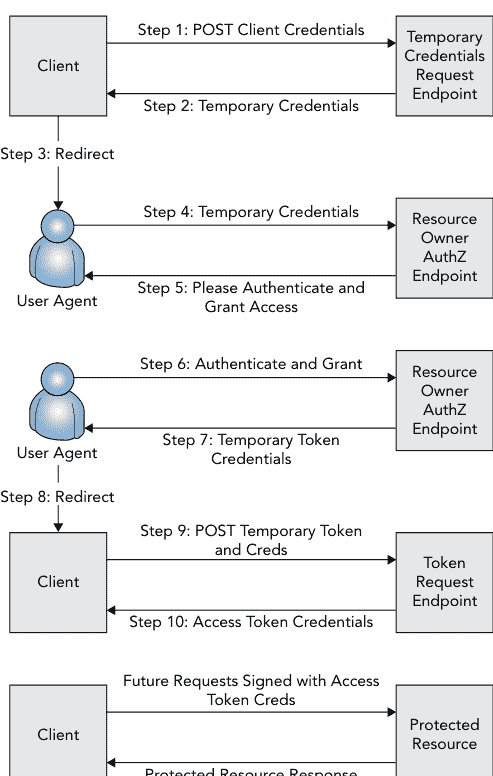 Step 1: POST Client Credentials
Client
Temporary
Credentials
Request
Endpoint
Step 2: Temporary Credentials
Step 3: Redirect
Step 4: Temporary Credentials
Resource
Owner
AuthZ
Endpoint
Step 5: Please Authenticate and
Grant Access
User Agent
Step 6: Authenticate and Grant
Resource
Owner
AuthZ
Endpoint
Step 7: Temporary Token
Credentials
User Agent
Step 8: Redirect
Step 9: POST Temporary Token
and Creds
Client
Token
Request
Endpoint
Step 10: Access Token Credentials
Future Requests Signed with Access
Token Creds
Client
Protected
Resource
Protected Resource Response